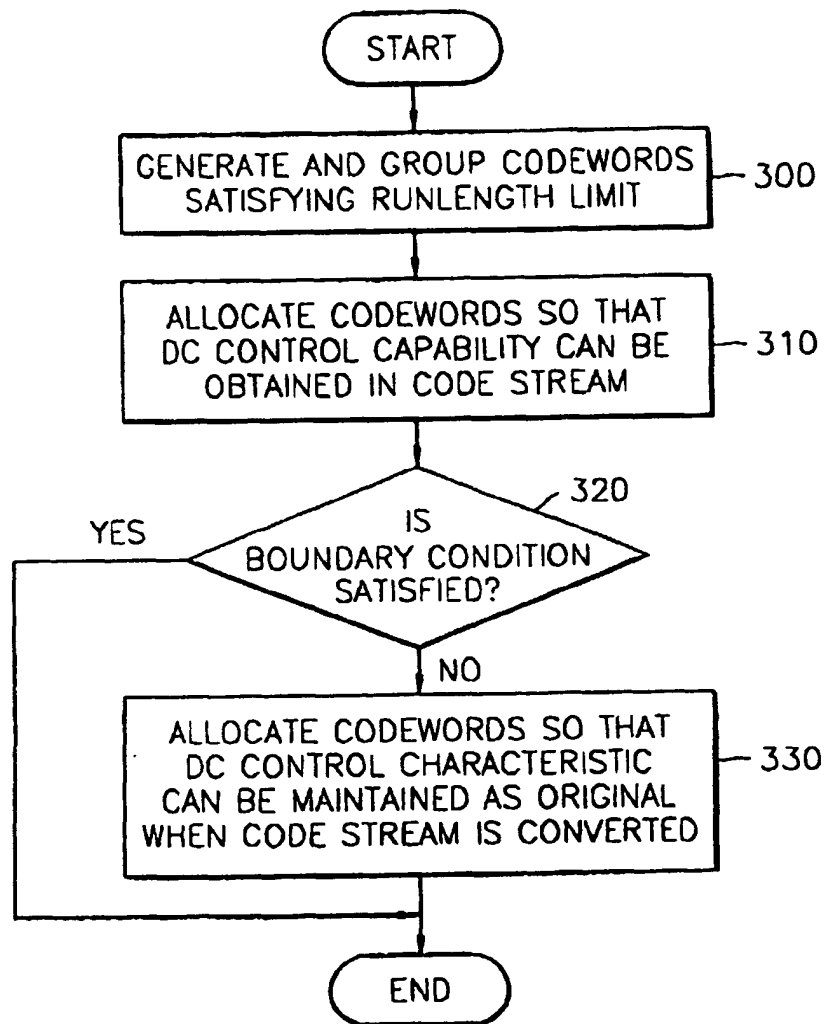 START
GENERATE AND GROUP CODEWORDS
SATISFYING RUNLENGTH LIMIT
300
ALLOCATE CODEWORDS SO THAT
DC CONTROL CAPABILITY CAN BE
OBTAINED IN CODE STREAM
310
320
YES
IS
BOUNDARY CONDITION
SATISFIED?
NO
ALLOCATE CODEWORDS SO THAT
DC CONTROL CHARACTERISTIC
CAN BE MAINTAINED AS ORIGINAL
WHEN CODE STREAM IS CONVERTED
330
END